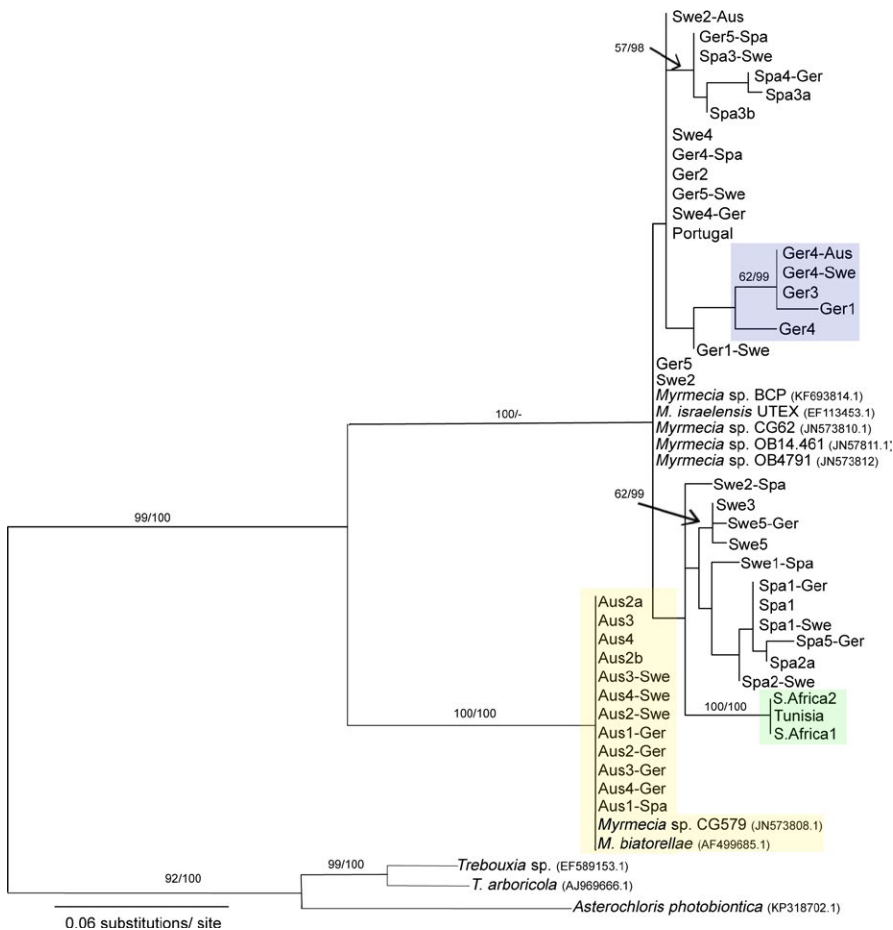 Swe2-Aus
57/98
Ger5-Spa
Spa3-Swe
Spa4-Ger
Spa3a
Spa3b
Swe4
Ger4-Spa
Ger2
Ger5-Swe
Swe4-Ger
Portugal
Ger4-Aus
62/99
Ger4-Swe
Ger3
Ger1
Ger4
Ger1-Swe
Ger5
Swe2
Myrmecia sp. BCP (KF693814.1)
M. israelensis UTEX (EF113453.1)
100/-
Myrmecia sp. CG62 (JN573810.1)
Myrmecia sp. OB14.461 (JN57811.1)
Myrmecia sp. OB4791 (JN573812)
Swe2-Spa
62/99
Swe3
Swe5-Ger
99/100
Swe5
Swe1-Spa
Spa1-Ger
Spa1
Spa1-Swe
Spa5-Ger
Spa2a
Spa2-Swe
Aus2a
Aus3
Aus4
Aus2b
Aus3-Swe
Aus4-Swe
100/100
S.Africa2
Tunisia
S.Africa1
Aus2-Swe
100/100
Aus1-Ger
Aus2-Ger
Aus3-Ger
Aus4-Ger
Aus1-Spa
Myrmecia sp. CG579 (JN573808.1)
M. biatorellae (AF499685.1)
99/100
Trebouxia sp. (EF589153.1)
92/100
T. arboricola (AJ969666.1)
Asterochloris photobiontica (KP318702.1)
0.06 substitutions/ site